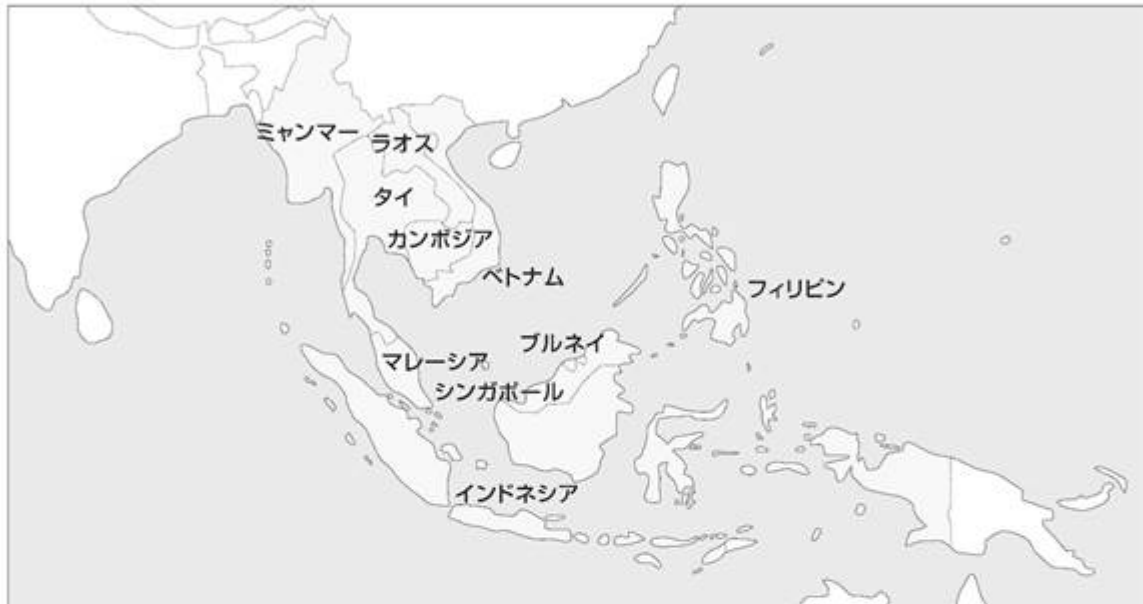 ミャンマー
ラオス
タイ
カンボジア
ベトナム
フィリピン
ブルネイ
マレーシア
シンガポール
インドネシア